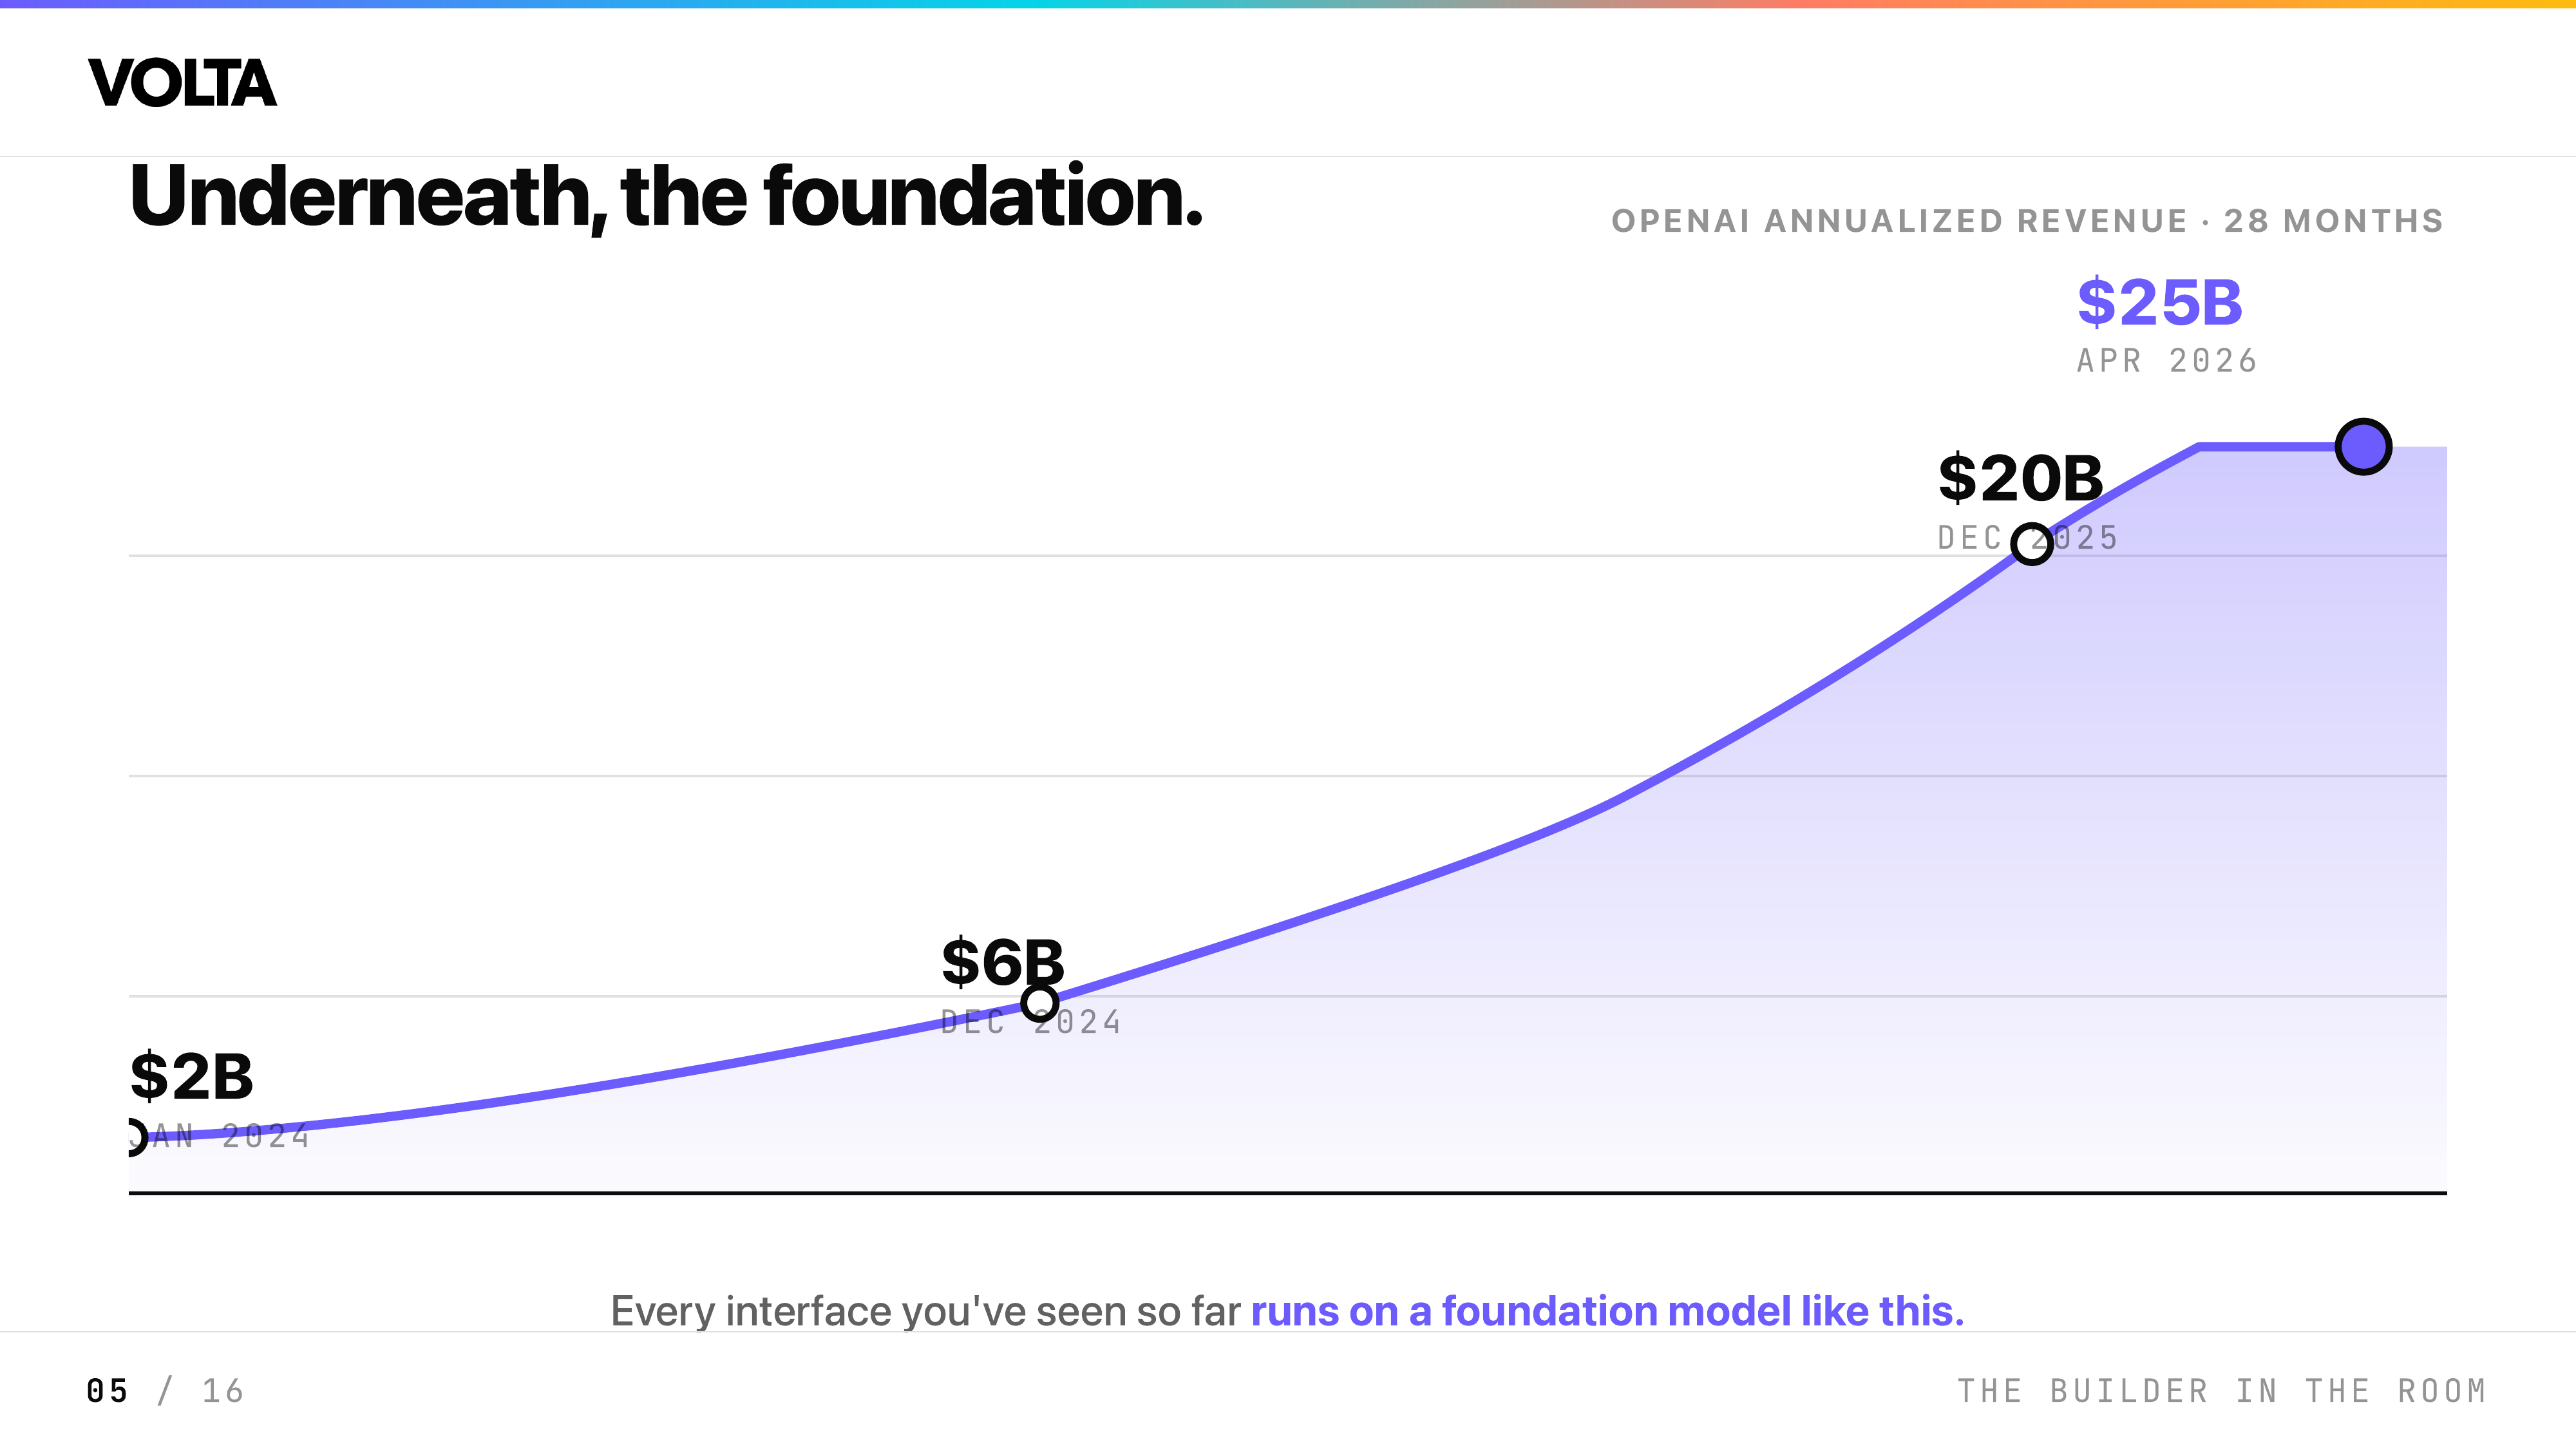 VOLTA
Underneath, the foundation.
OPENAI ANNUALIZED REVENUE · 28 MONTHS
$25B
APR 2026
$20B
DEC 2025
$6B
DEC 2024
$2B
JAN 2024
Every interface you've seen so far runs on a foundation model like this.
05 / 16
THE BUILDER IN THE ROOM